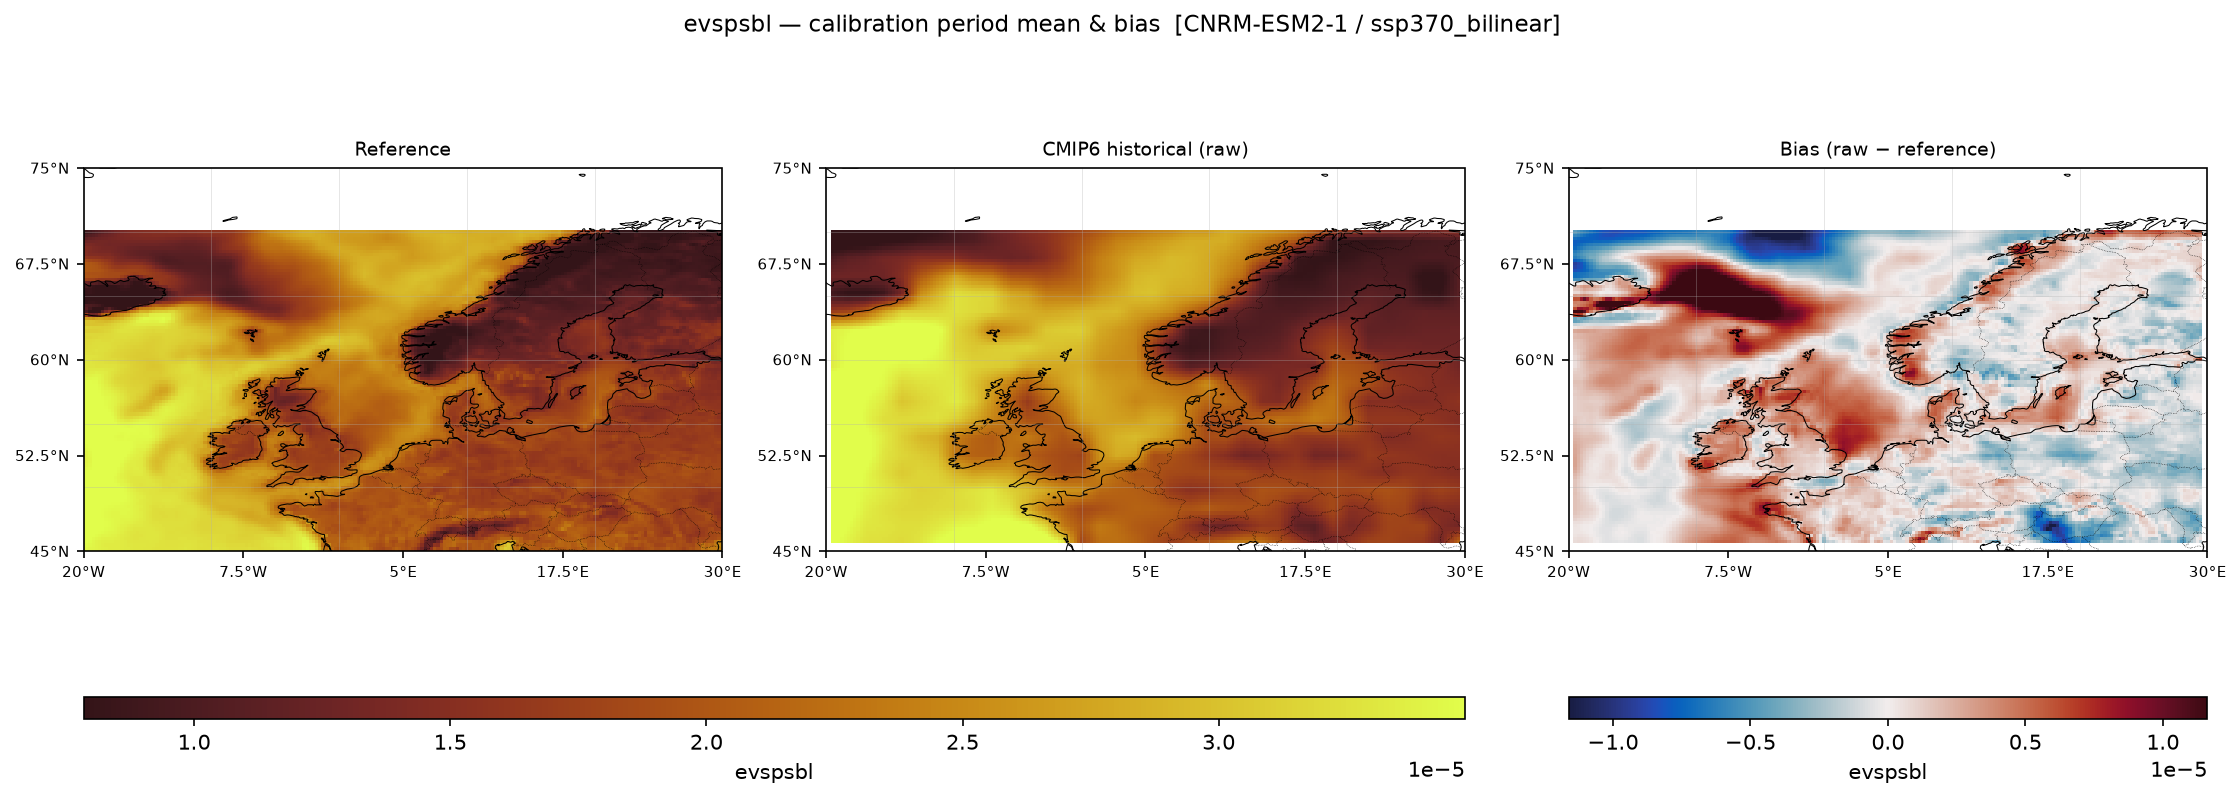 evspsbl — calibration period mean & bias  [CNRM-ESM2-1 / ssp370_bilinear]
Reference
CMIP6 historical (raw)
Bias (raw − reference)
75°N
67.5°N
60°N
52.5°N
45°N
20°W
7.5°W
5°E
17.5°E
30°E
75°N
67.5°N
60°N
52.5°N
45°N
20°W
7.5°W
5°E
17.5°E
30°E
75°N
67.5°N
60°N
52.5°N
45°N
20°W
7.5°W
5°E
17.5°E
30°E
1.0
1.5
2.0
2.5
3.0
1e−5
evspsbl
−1.0
−0.5
0.0
0.5
1.0
1e−5
evspsbl